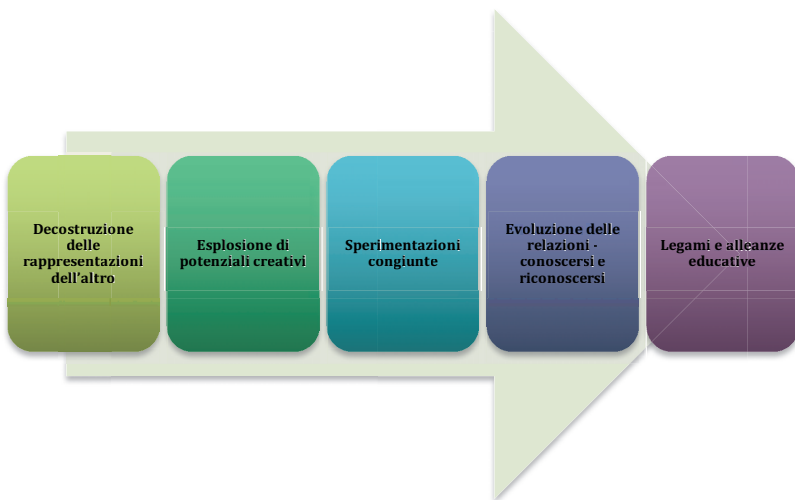 Decostruzione
delle
rappresentazioni
dell'altro
Esplosione di
potenziali creativi
Sperimentazioni
congiunte
Evoluzione delle
relazioni -
conoscersi e
riconoscersi
Legami e alleanze
educative